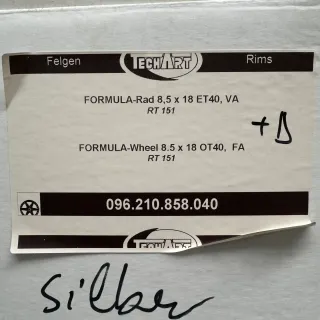 Felgen TECHART Rims
FORMULA-Rad 8,5 x 18 ET40, VA
RT 151
+D
FORMULA-Wheel 8.5 x 18 OT40, FA
RT 151
096.210.858.040
TECHART
Silber